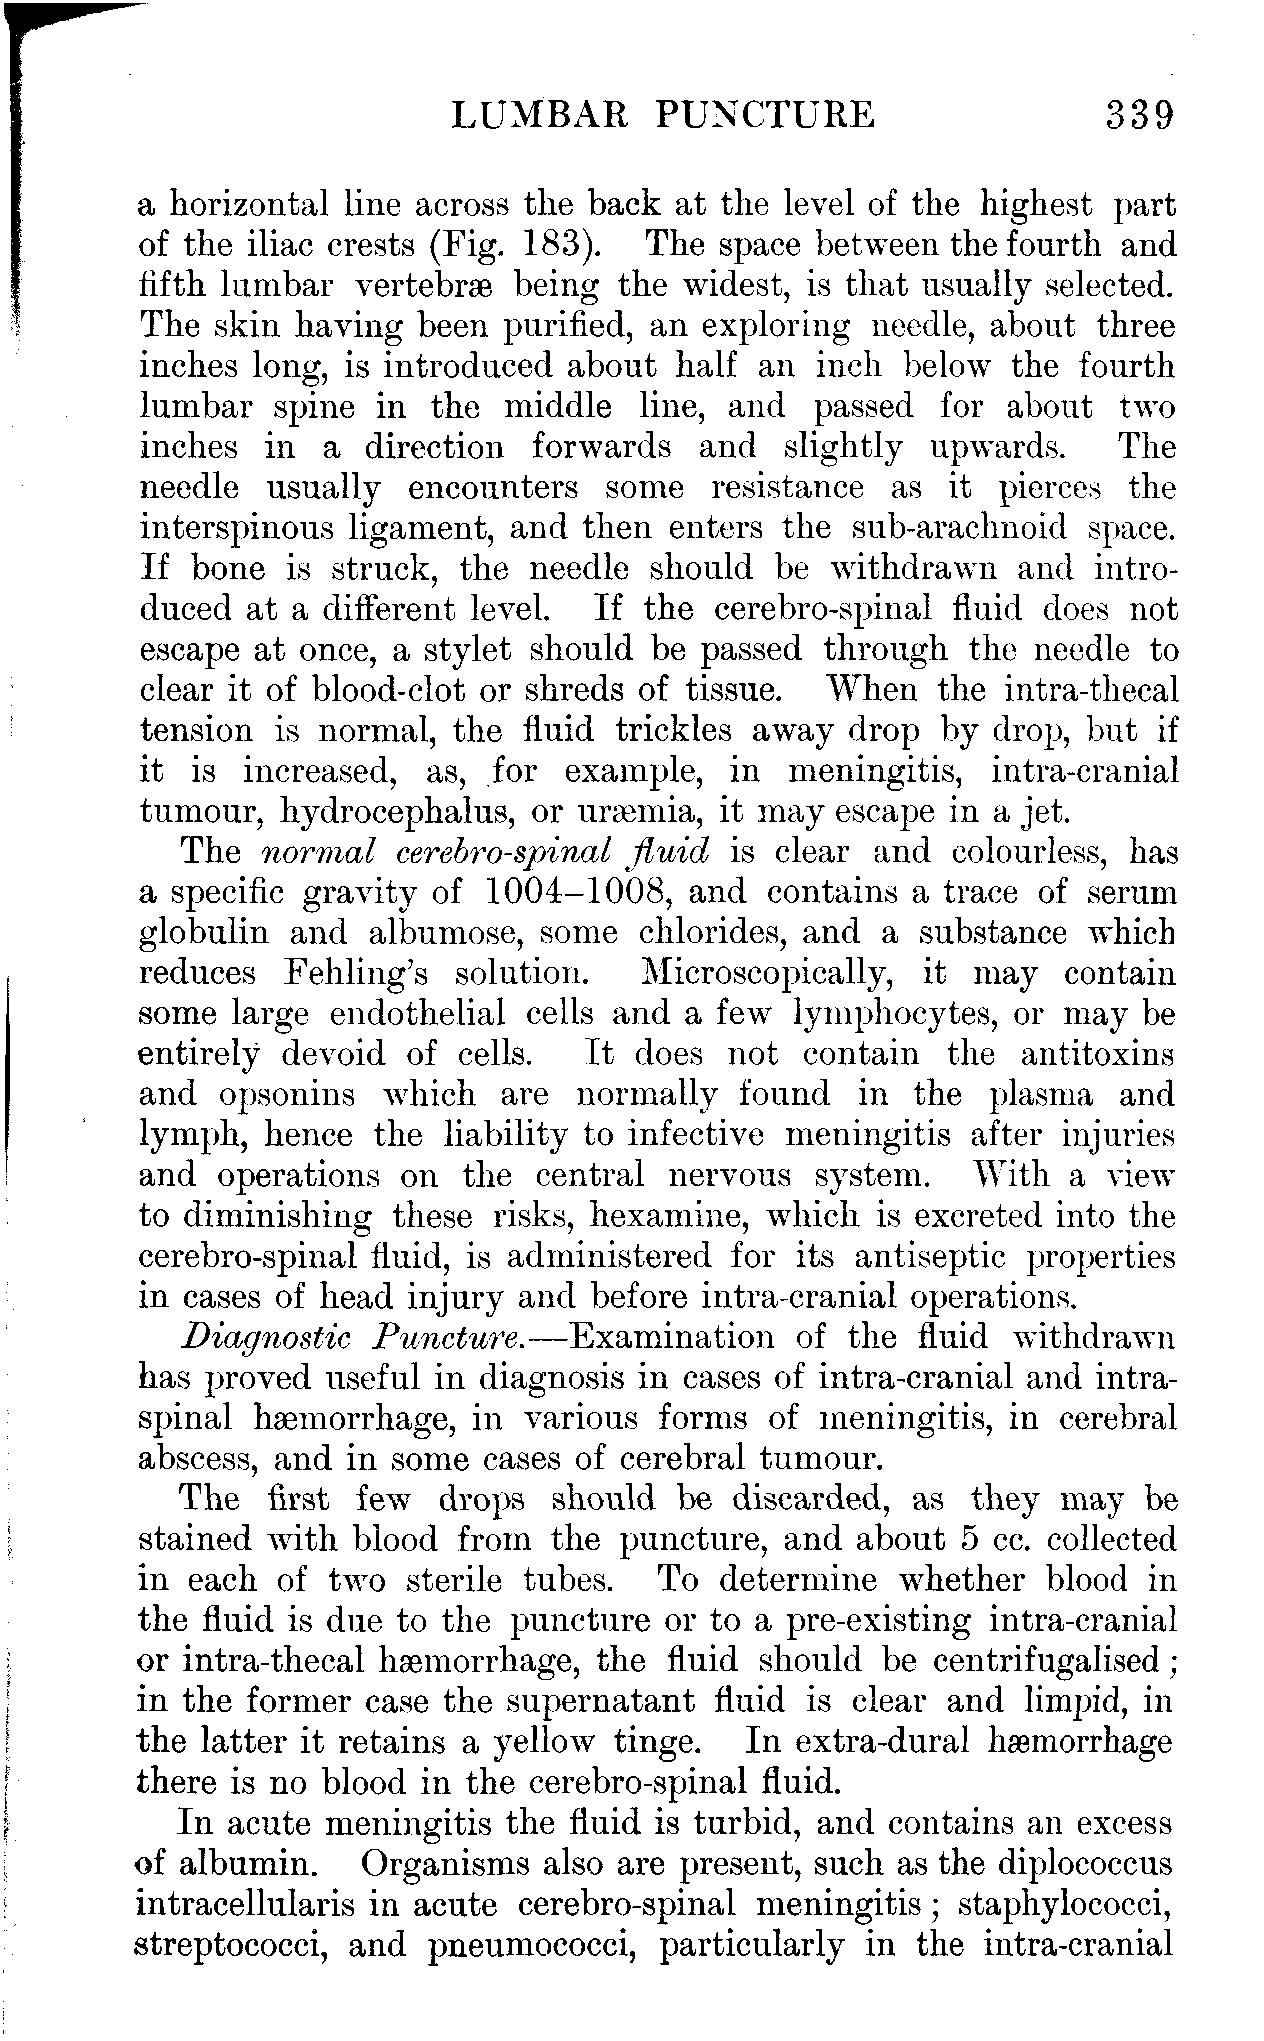 LUMBAR PUNCTURE 339
a horizontal line across the back at the level of the highest part
of the iliac crests (Fig. 183). The space between the fourth and
fifth lumbar vertebræ being the widest, is that usually selected.
The skin having been purified, an exploring needle, about three
inches long, is introduced about half an inch below the fourth
lumbar spine in the middle line, and passed for about two
inches in a direction forwards and slightly upwards. The
needle usually encounters some resistance as it pierces the
interspinous ligament, and then enters the sub-arachnoid space.
If bone is struck, the needle should be withdrawn and intro-
duced at a different level. If the cerebro-spinal fluid does not
escape at once, a stylet should be passed through the needle to
clear it of blood-clot or shreds of tissue. When the intra-thecal
tension is normal, the fluid trickles away drop by drop, but if
it is increased, as, for example, in meningitis, intra-cranial
tumour, hydrocephalus, or uræmia, it may escape in a jet.
The normal cerebro-spinal fluid is clear and colourless, has
a specific gravity of 1004–1008, and contains a trace of serum
globulin and albumose, some chlorides, and a substance which
reduces Fehling's solution. Microscopically, it may contain
some large endothelial cells and a few lymphocytes, or may be
entirely devoid of cells. It does not contain the antitoxins
and opsonins which are normally found in the plasma and
lymph, hence the liability to infective meningitis after injuries
and operations on the central nervous system. With a view
to diminishing these risks, hexamine, which is excreted into the
cerebro-spinal fluid, is administered for its antiseptic properties
in cases of head injury and before intra-cranial operations.
Diagnostic Puncture.—Examination of the fluid withdrawn
has proved useful in diagnosis in cases of intra-cranial and intra-
spinal hæmorrhage, in various forms of meningitis, in cerebral
abscess, and in some cases of cerebral tumour.
The first few drops should be discarded, as they may be
stained with blood from the puncture, and about 5 cc. collected
in each of two sterile tubes. To determine whether blood in
the fluid is due to the puncture or to a pre-existing intra-cranial
or intra-thecal hæmorrhage, the fluid should be centrifugalised ;
in the former case the supernatant fluid is clear and limpid, in
the latter it retains a yellow tinge. In extra-dural hæmorrhage
there is no blood in the cerebro-spinal fluid.
In acute meningitis the fluid is turbid, and contains an excess
of albumin. Organisms also are present, such as the diplococcus
intracellularis in acute cerebro-spinal meningitis ; staphylococci,
streptococci, and pneumococci, particularly in the intra-cranial